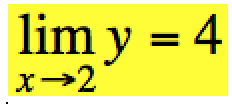 lim y = 4
x→2